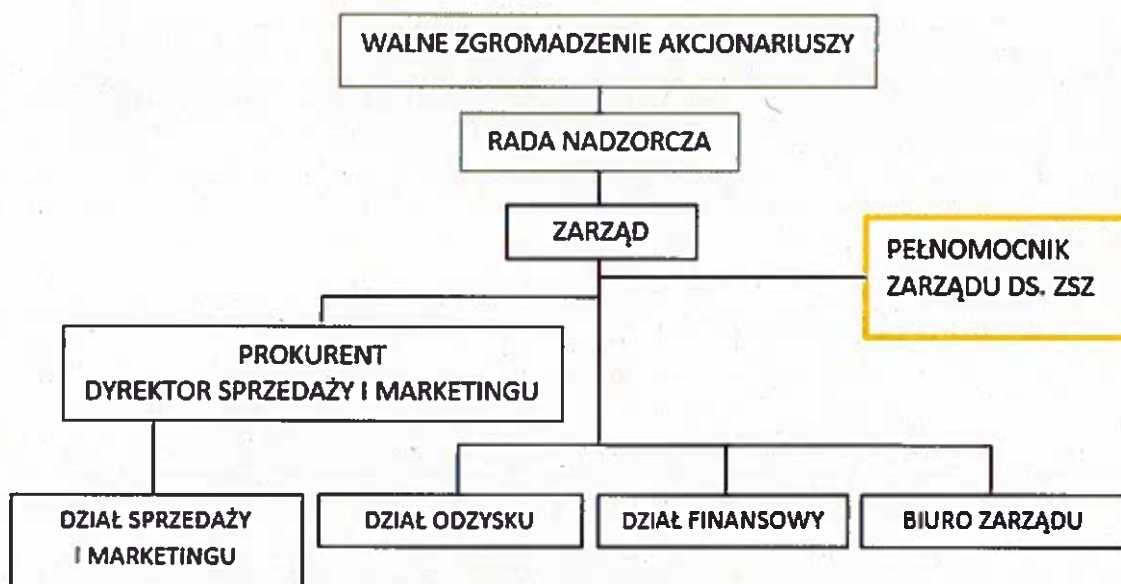 WALNE ZGROMADZENIE AKCJONARIUSZY
RADA NADZORCZA
ZARZĄD
PEŁNOMOCNIK
ZARZĄDU DS. ZSZ
PROKURENT
DYREKTOR SPRZEDAŻY I MARKETINGU
DZIAŁ SPRZEDAŻY
I MARKETINGU
DZIAŁ ODZYSKU
DZIAŁ FINANSOWY
BIURO ZARZĄDU